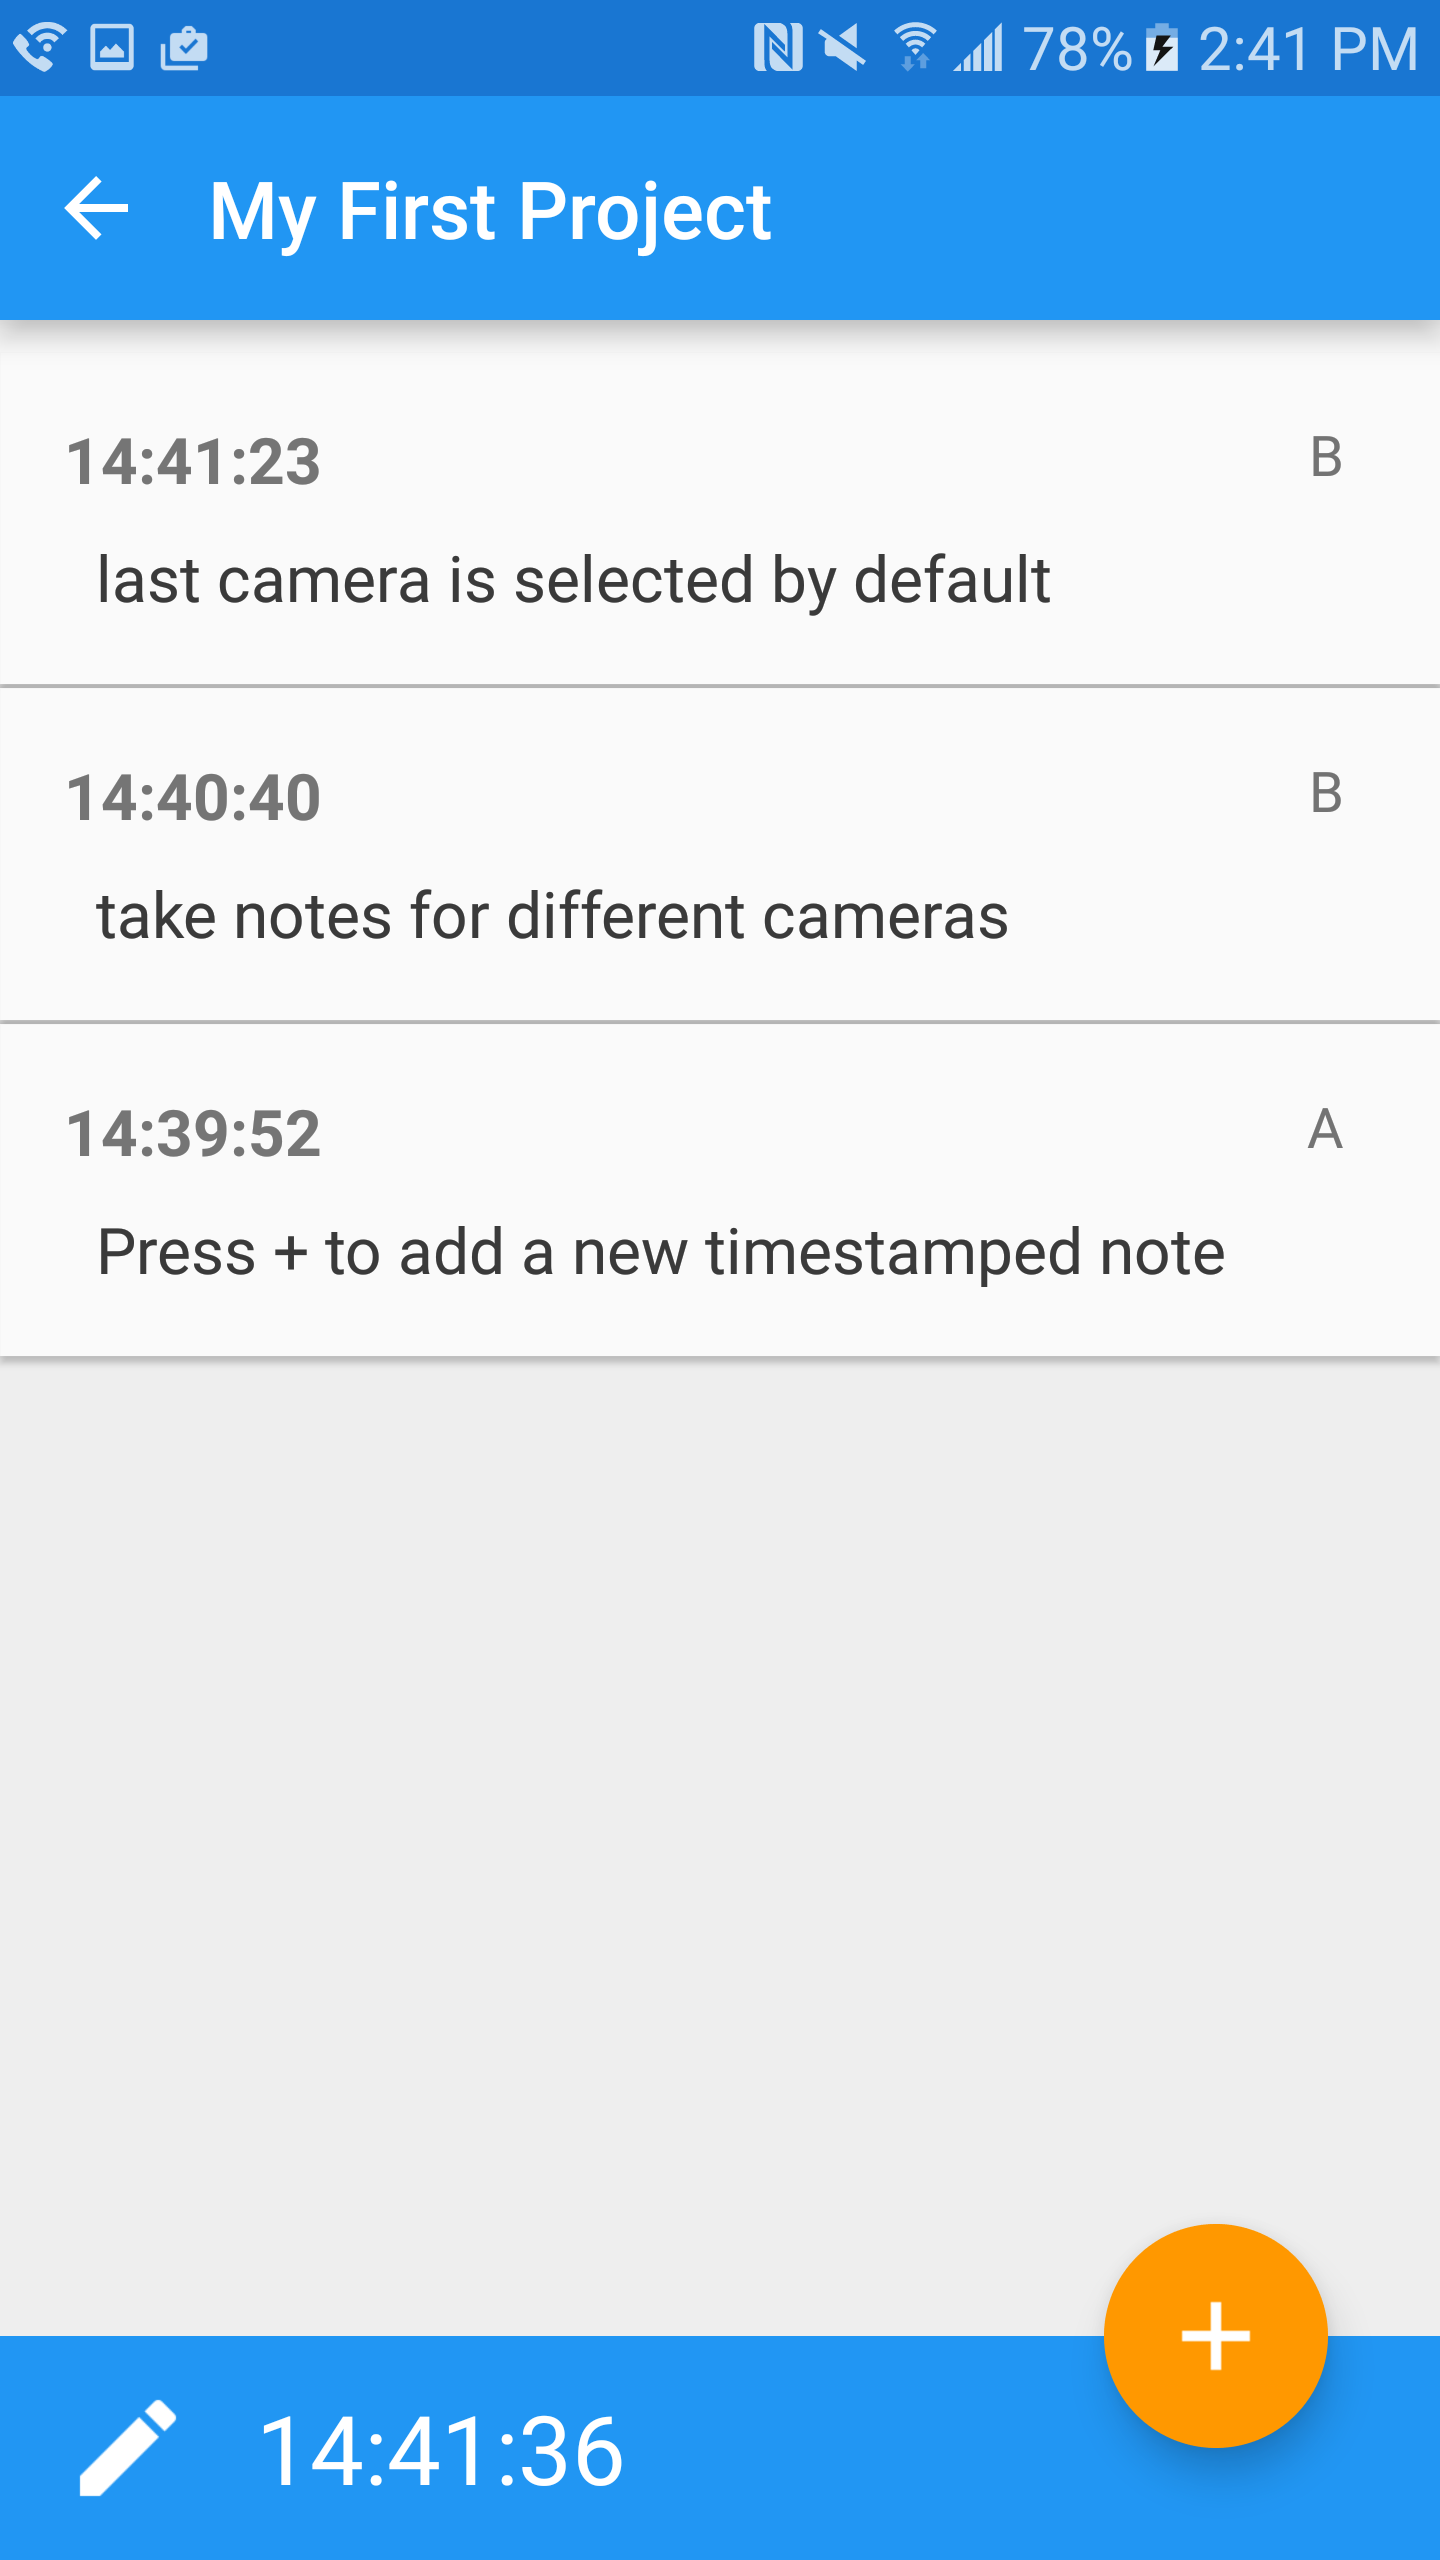 78% 2:41 PM
My First Project
14:41:23 B
last camera is selected by default
14:40:40 B
take notes for different cameras
14:39:52 A
Press + to add a new timestamped note
+
14:41:36